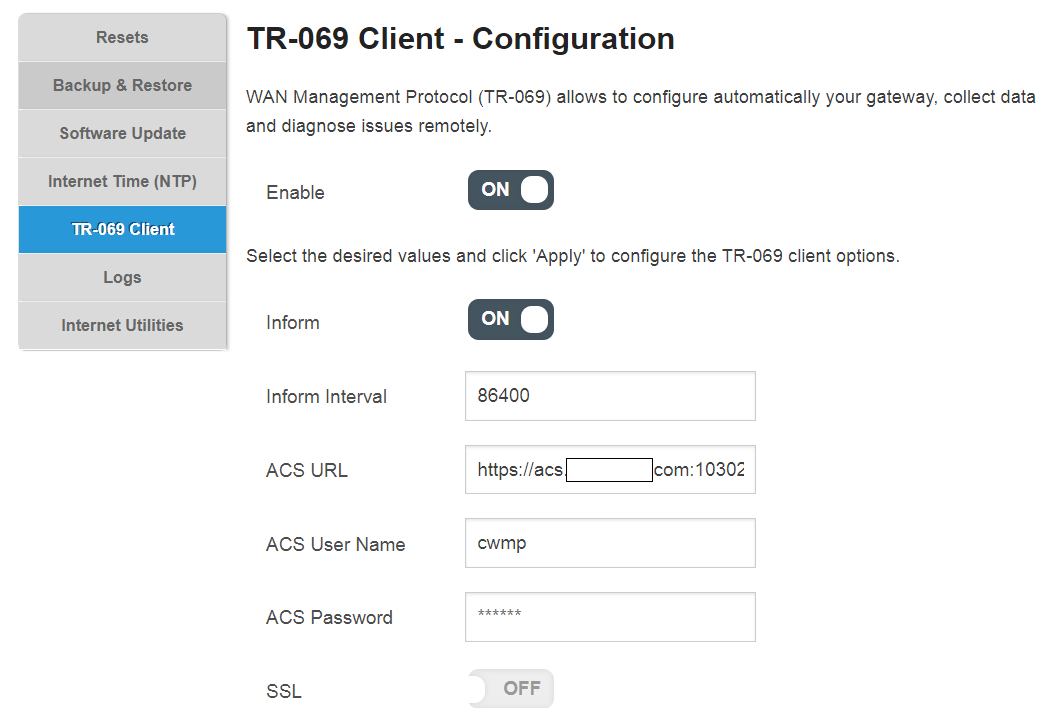 Resets
Backup & Restore
Software Update
Internet Time (NTP)
TR-069 Client
Logs
Internet Utilities
TR-069 Client - Configuration
WAN Management Protocol (TR-069) allows to configure automatically your gateway, collect data
and diagnose issues remotely.
Enable ON
Select the desired values and click 'Apply' to configure the TR-069 client options.
Inform ON
Inform Interval 86400
ACS URL https://acs. com:10302
ACS User Name cwmp
ACS Password ******
SSL OFF